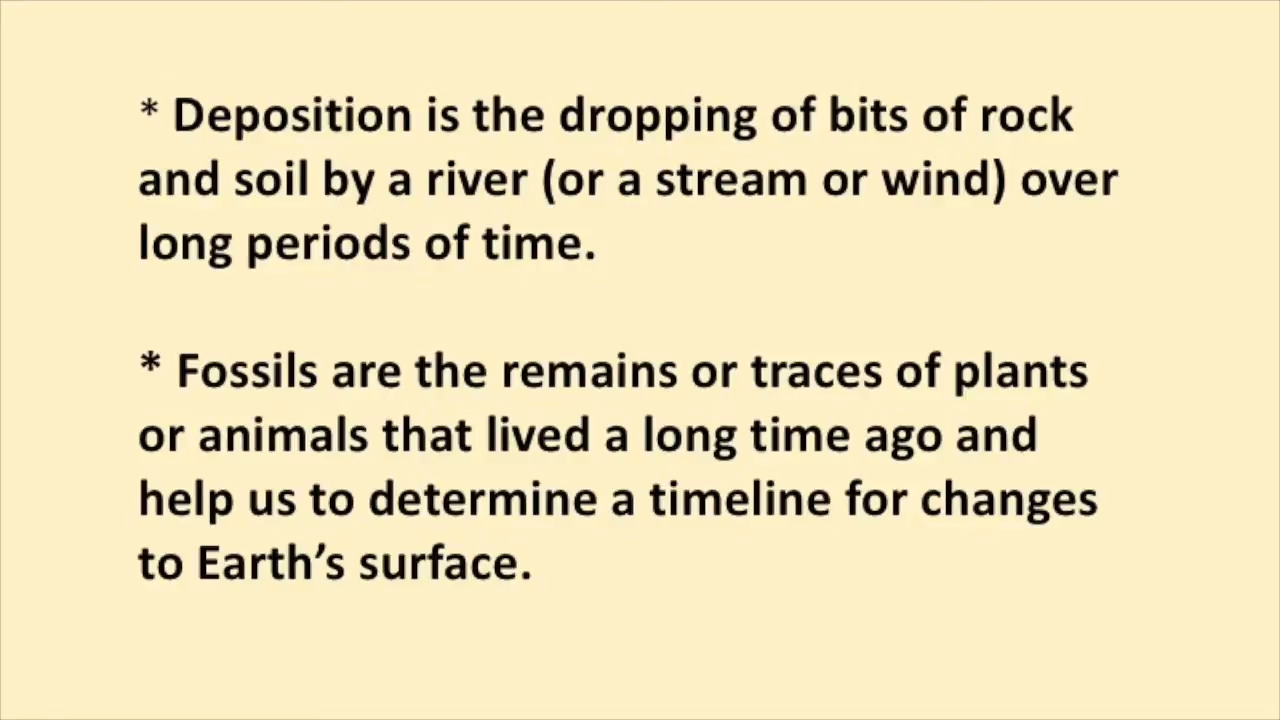 * Deposition is the dropping of bits of rock
and soil by a river (or a stream or wind) over
long periods of time.
* Fossils are the remains or traces of plants
or animals that lived a long time ago and
help us to determine a timeline for changes
to Earth’s surface.